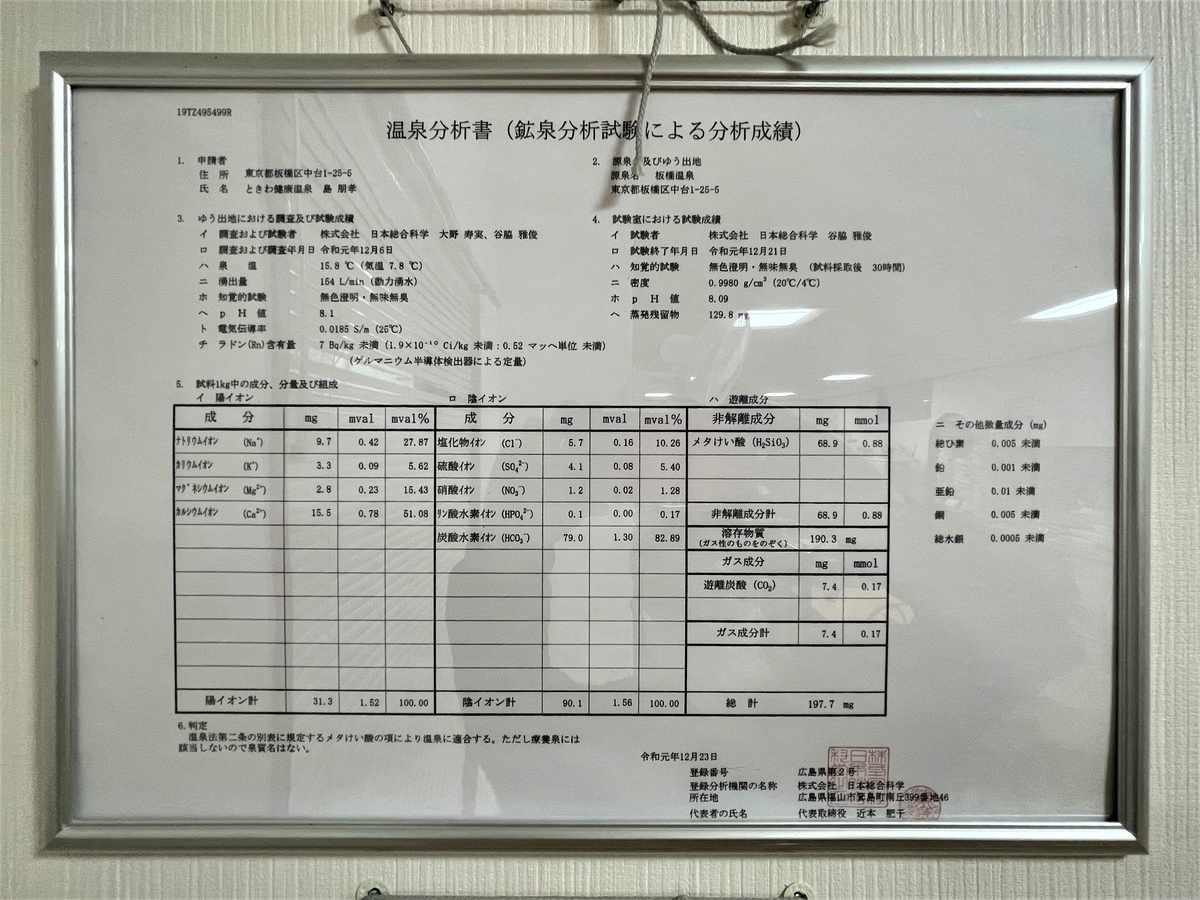 19TZ495499R
温泉分析書（鉱泉分析試験による分析成績）
1. 申請者
住 所 東京都板橋区中台1-25-5
氏 名 ときわ健康温泉 島 朋孝
2. 源泉 及びゆう出地
源泉名 板橋温泉
東京都板橋区中台1-25-5
3. ゆう出地における調査及び試験成績
イ 調査および試験者 株式会社 日本総合科学 大野 寿実、谷脇 雅俊
ロ 調査および調査年月日 令和元年12月6日
ハ 泉 温 15.8 ℃（気温 7.8 ℃）
ニ 湧出量 154 L/min（動力湧水）
ホ 知覚的試験 無色澄明・無味無臭
ヘ ｐ Ｈ 値 8.1
ト 電気伝導率 0.0185 S/m（25℃）
チ ラドン(Rn)含有量 7 Bq/kg 未満（1.9×10⁻¹⁰ Ci/kg 未満：0.52 マッヘ単位 未満）
（ゲルマニウム半導体検出器による定量）
4. 試験室における試験成績
イ 試験者 株式会社 日本総合科学 谷脇 雅俊
ロ 試験終了年月日 令和元年12月21日
ハ 知覚的試験 無色澄明・無味無臭 （試料採取後 30時間）
ニ 密度 0.9980 g/cm³（20℃/4℃）
ホ ｐ Ｈ 値 8.09
ヘ 蒸発残留物 129.8 mg
5. 試料1kg中の成分、分量及び組成
イ 陽イオン ロ 陰イオン ハ 遊離成分
成 分 mg mval mval% 成 分 mg mval mval% 非解離成分 mg mmol
ナトリウムイオン (Na⁺) 9.7 0.42 27.87 塩化物イオン (Cl⁻) 5.7 0.16 10.26 メタけい酸 (H₂SiO₃) 68.9 0.88
カリウムイオン (K⁺) 3.3 0.09 5.62 硫酸イオン (SO₄²⁻) 4.1 0.08 5.40
マグネシウムイオン (Mg²⁺) 2.8 0.23 15.43 硝酸イオン (NO₃⁻) 1.2 0.02 1.28
カルシウムイオン (Ca²⁺) 15.5 0.78 51.08 リン酸水素イオン (HPO₄²⁻) 0.1 0.00 0.17 非解離成分計 68.9 0.88
炭酸水素イオン (HCO₃⁻) 79.0 1.30 82.89 溶存物質 190.3 mg
（ガス性のものをのぞく）
ガス成分 mg mmol
遊離炭酸 (CO₂) 7.4 0.17
ガス成分計 7.4 0.17
陽イオン計 31.3 1.52 100.00 陰イオン計 90.1 1.56 100.00 総 計 197.7 mg
ニ その他微量成分 (mg)
総ひ素 0.005 未満
鉛 0.001 未満
亜鉛 0.01 未満
銅 0.005 未満
総水銀 0.0005 未満
6.判定
温泉法第二条の別表に規定するメタけい酸の項により温泉に適合する。ただし療養泉には
該当しないので泉質名はない。
令和元年12月23日
登録番号 広島県第2号
登録分析機関の名称 株式会社 日本総合科学
所在地 広島県福山市箕島町南丘399番地46
代表者の氏名 代表取締役 近本 肥干